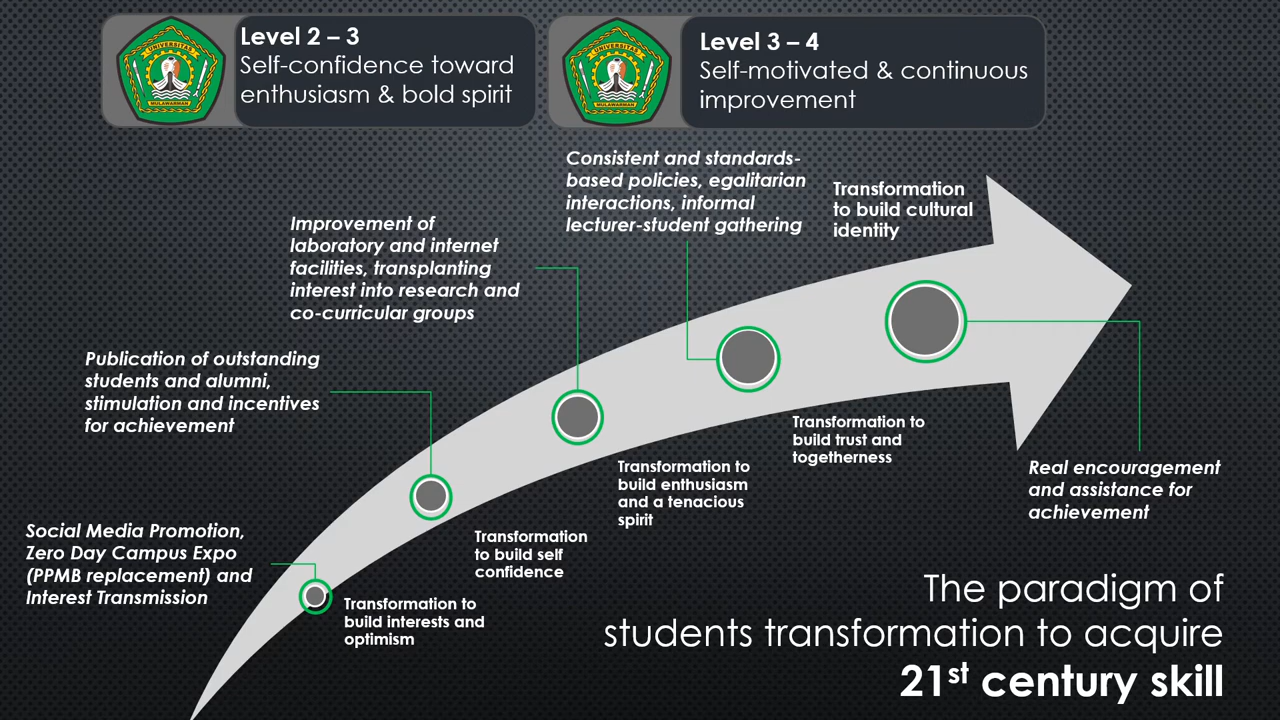 Level 2 – 3
Self-confidence toward
enthusiasm & bold spirit
Level 3 – 4
Self-motivated & continuous
improvement
UNIVERSITAS
MULAWARMAN
UNIVERSITAS
MULAWARMAN
Consistent and standards-
based policies, egalitarian
interactions, informal
lecturer-student gathering
Transformation
to build cultural
identity
Improvement of
laboratory and internet
facilities, transplanting
interest into research and
co-curricular groups
Publication of outstanding
students and alumni,
stimulation and incentives
for achievement
Transformation to
build trust and
togetherness
Transformation to
build enthusiasm
and a tenacious
spirit
Real encouragement
and assistance for
achievement
Social Media Promotion,
Zero Day Campus Expo
(PPMB replacement) and
Interest Transmission
Transformation
to build self
confidence
Transformation to
build interests and
optimism
The paradigm of
students transformation to acquire
21st century skill